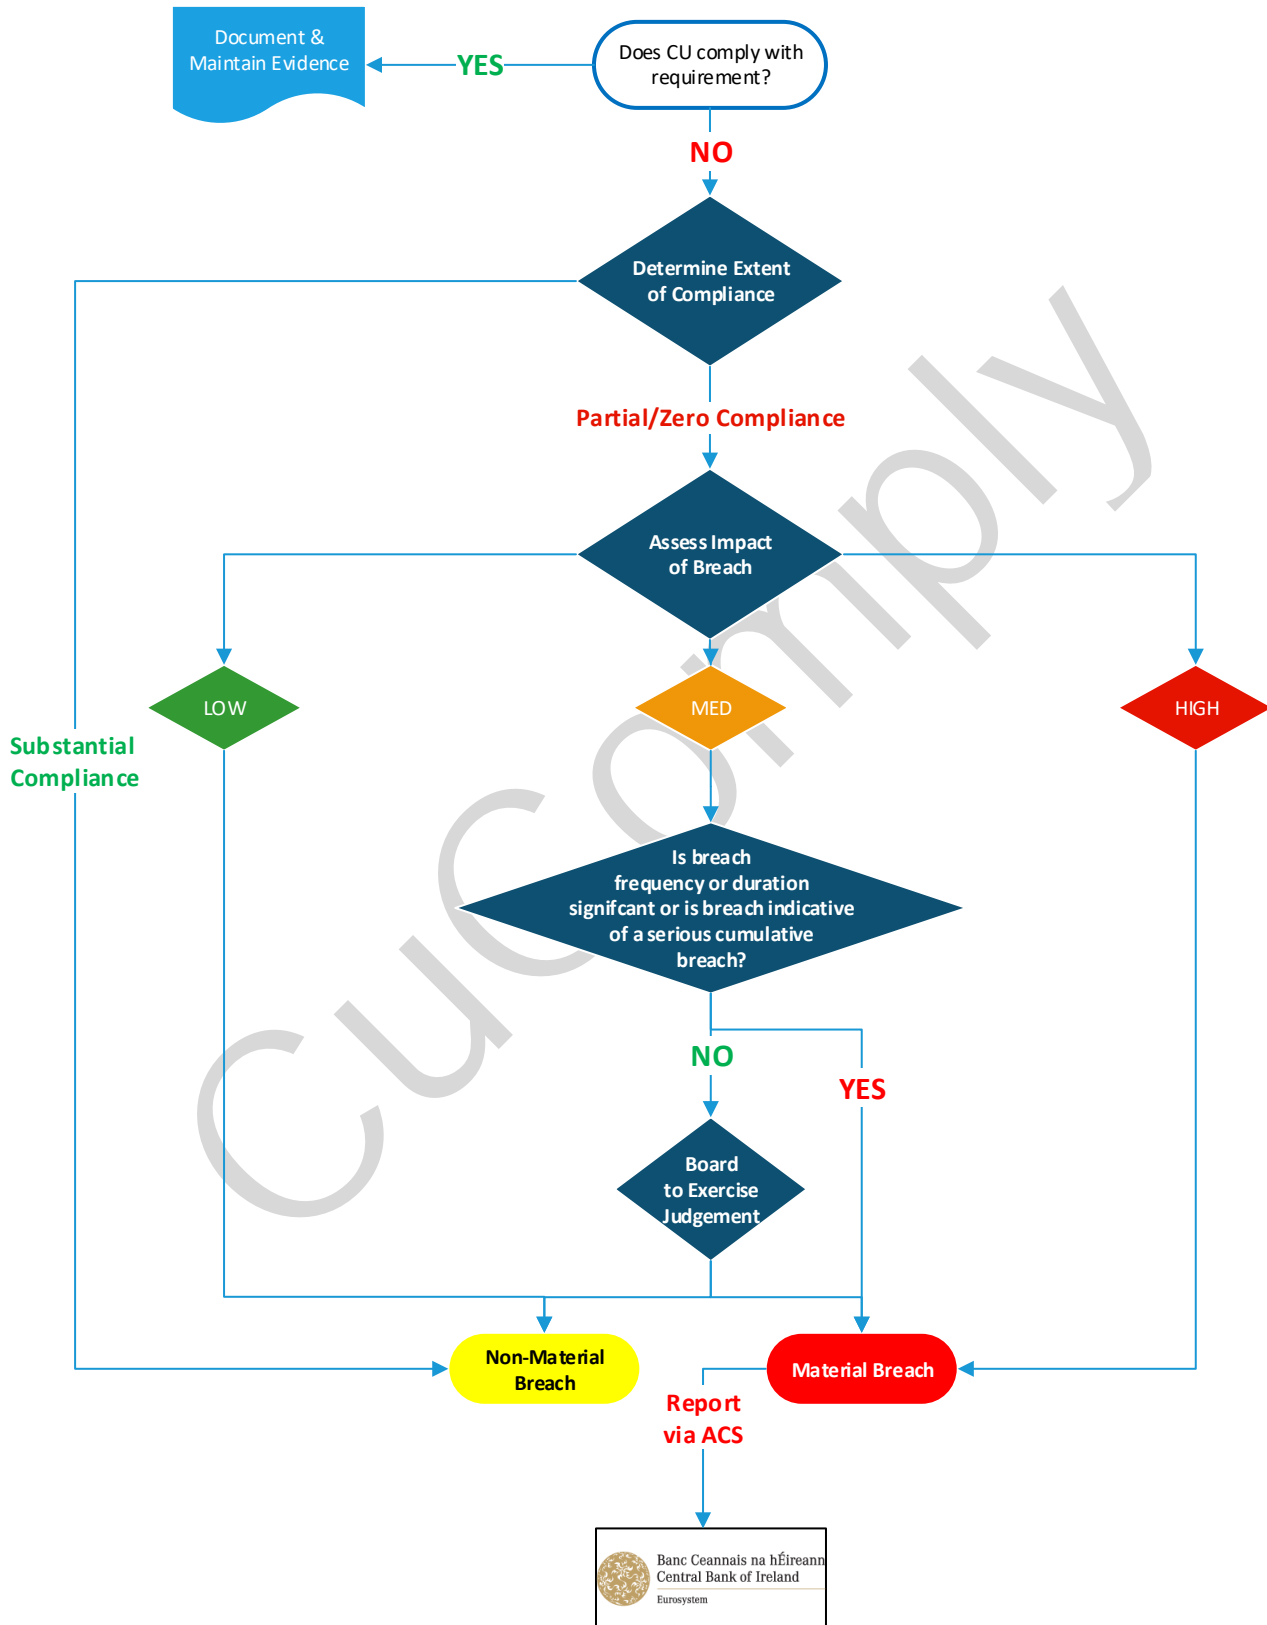 Document &
Maintain Evidence
YES
Does CU comply with
requirement?
NO
Determine Extent
of Compliance
Partial/Zero Compliance
Assess Impact
of Breach
LOW
MED
HIGH
Substantial
Compliance
Is breach
frequency or duration
signifcant or is breach indicative
of a serious cumulative
breach?
NO
YES
Board
to Exercise
Judgement
Non-Material
Breach
Material Breach
Report
via ACS
Banc Ceannais na hÉireann
Central Bank of Ireland
Eurosystem
CuComply